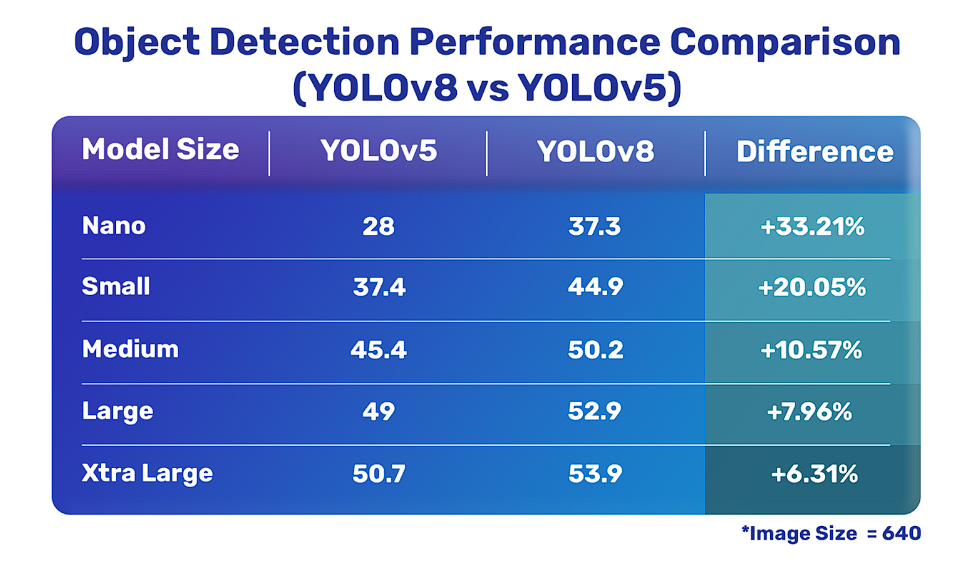 Object Detection Performance Comparison
(YOLOv8 vs YOLOv5)
Model Size YOLOv5 YOLOv8 Difference
Nano 28 37.3 +33.21%
Small 37.4 44.9 +20.05%
Medium 45.4 50.2 +10.57%
Large 49 52.9 +7.96%
Xtra Large 50.7 53.9 +6.31%
*Image Size = 640